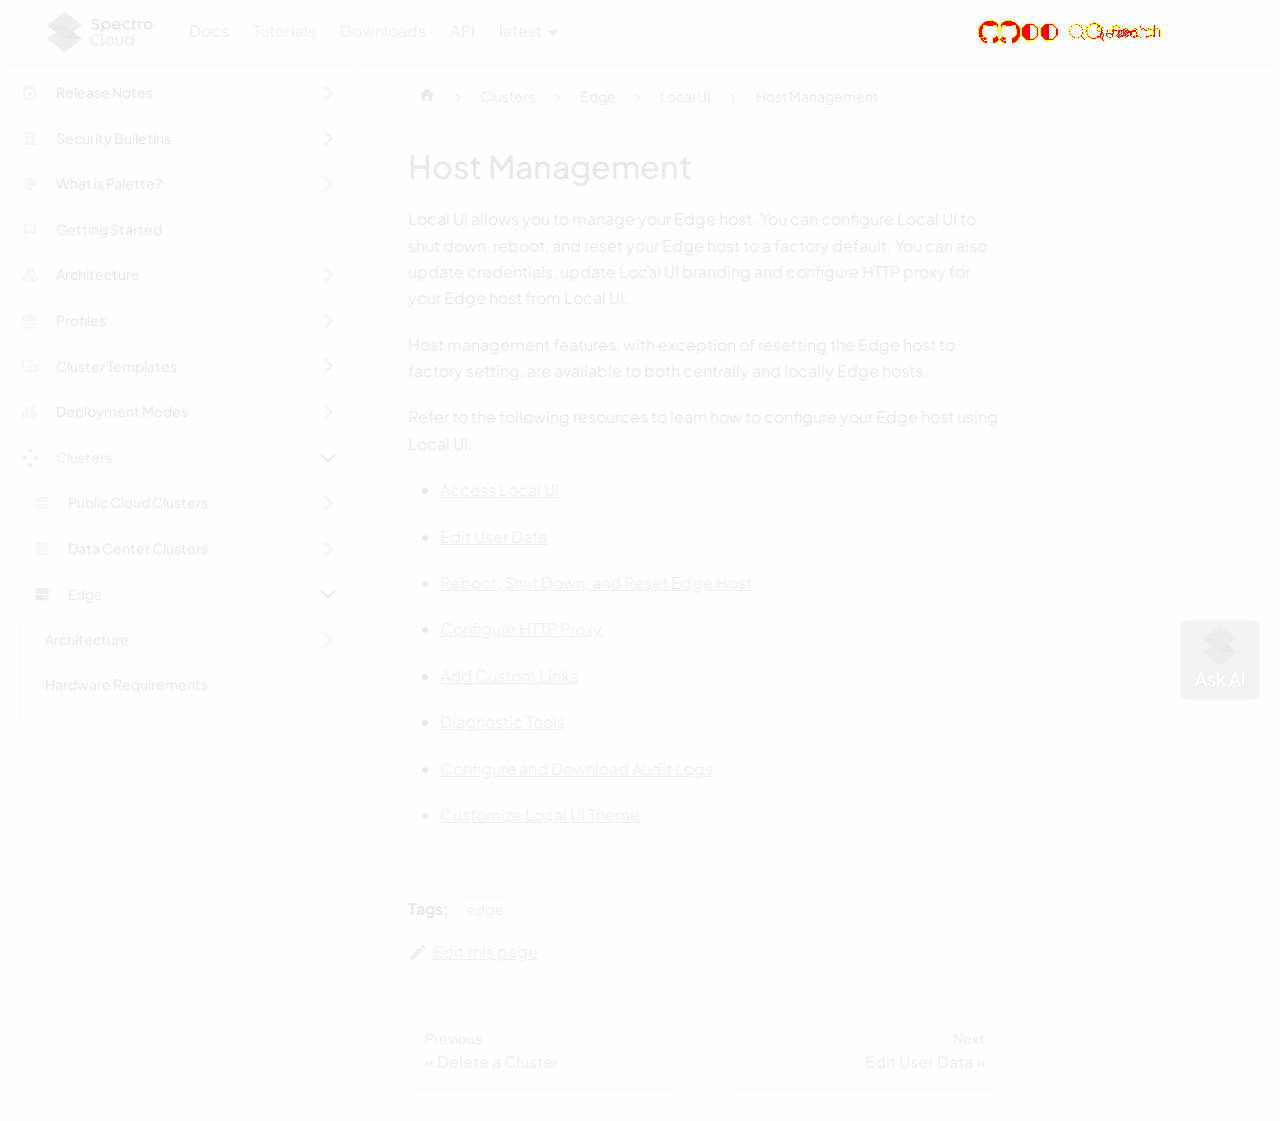 Spectro Cloud
Docs
Tutorials
Downloads
API
latest
Search
Release Notes
Security Bulletins
What is Palette?
Getting Started
Architecture
Profiles
Cluster Templates
Deployment Modes
Clusters
Public Cloud Clusters
Data Center Clusters
Edge
Architecture
Hardware Requirements
Clusters
Edge
Local UI
Host Management
Host Management
Local UI allows you to manage your Edge host. You can configure Local UI to
shut down, reboot, and reset your Edge host to a factory default. You can also
update credentials, update Local UI branding and configure HTTP proxy for
your Edge host from Local UI.
Host management features, with exception of resetting the Edge host to
factory setting, are available to both centrally and locally Edge hosts.
Refer to the following resources to learn how to configure your Edge host using
Local UI:
Access Local UI
Edit User Data
Reboot, Shut Down, and Reset Edge Host
Configure HTTP Proxy
Add Custom Links
Diagnostic Tools
Configure and Download Audit Logs
Customize Local UI Theme
Tags: edge
Edit this page
Previous
« Delete a Cluster
Next
Edit User Data »
Ask AI